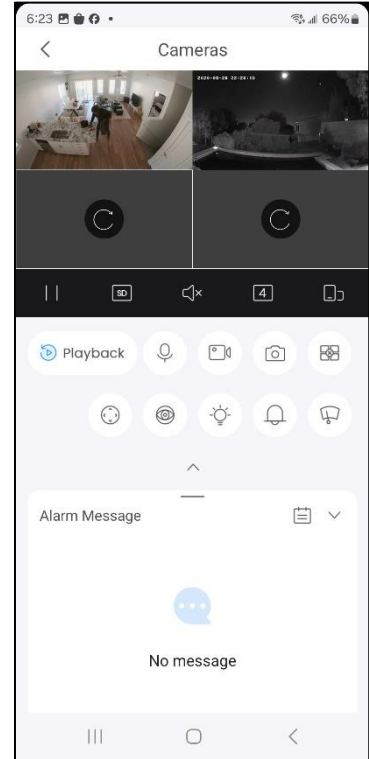 6:23
66%
Cameras
SD
4
Playback
Alarm Message
No message